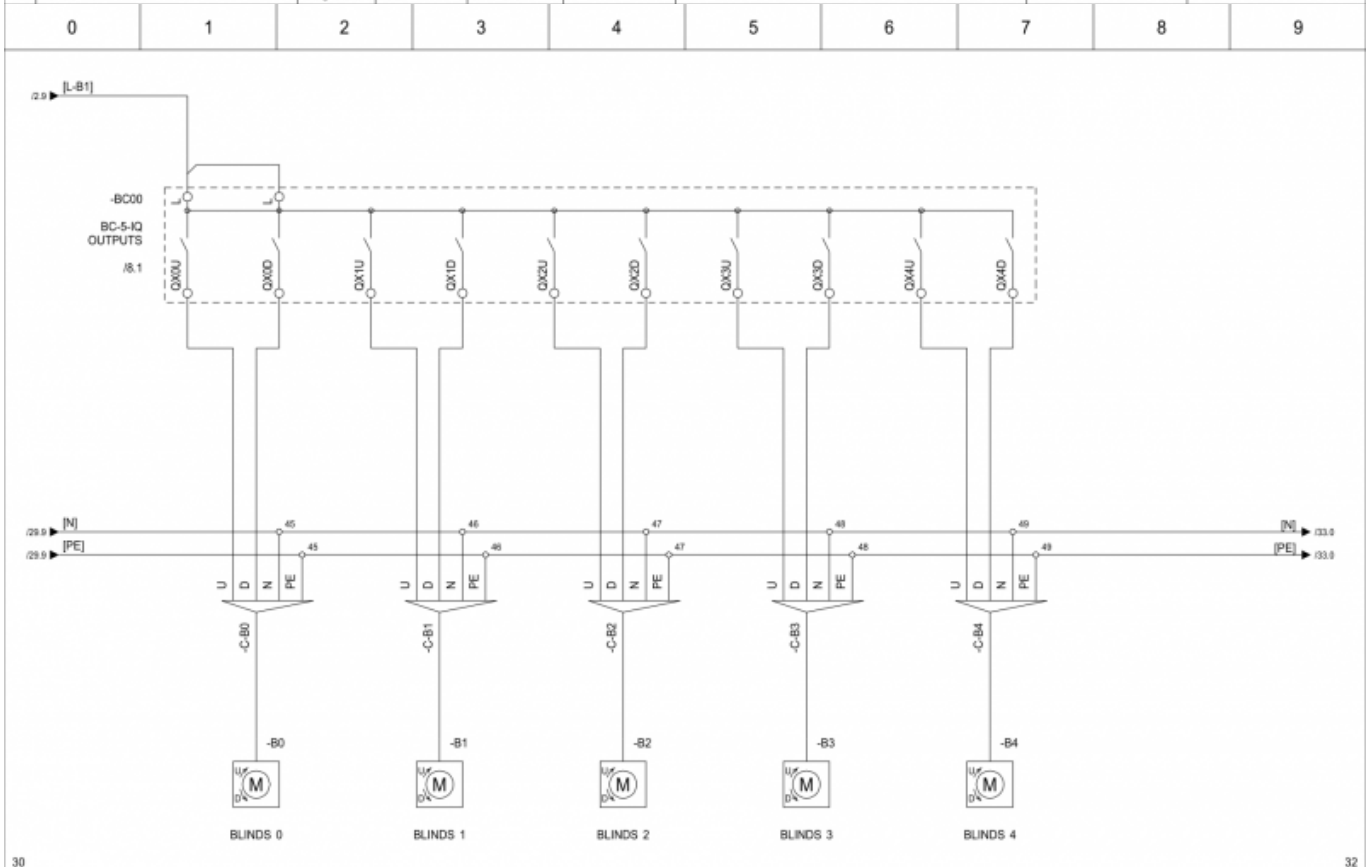 0 1 2 3 4 5 6 7 8 9
[L-B1]
/2.9
-BC00
L L
BC-5-IQ
OUTPUTS
/8.1
QX0U QX0D QX1U QX1D QX2U QX2D QX3U QX3D QX4U QX4D
[N] 45 46 47 48 49 [N]
/29.9 /33.0
[PE] 45 46 47 48 49 [PE]
/29.9 /33.0
U D N PE U D N PE U D N PE U D N PE U D N PE
-C-B0 -C-B1 -C-B2 -C-B3 -C-B4
-B0 -B1 -B2 -B3 -B4
U U U U U
M M M M M
D D D D D
BLINDS 0 BLINDS 1 BLINDS 2 BLINDS 3 BLINDS 4
30 32